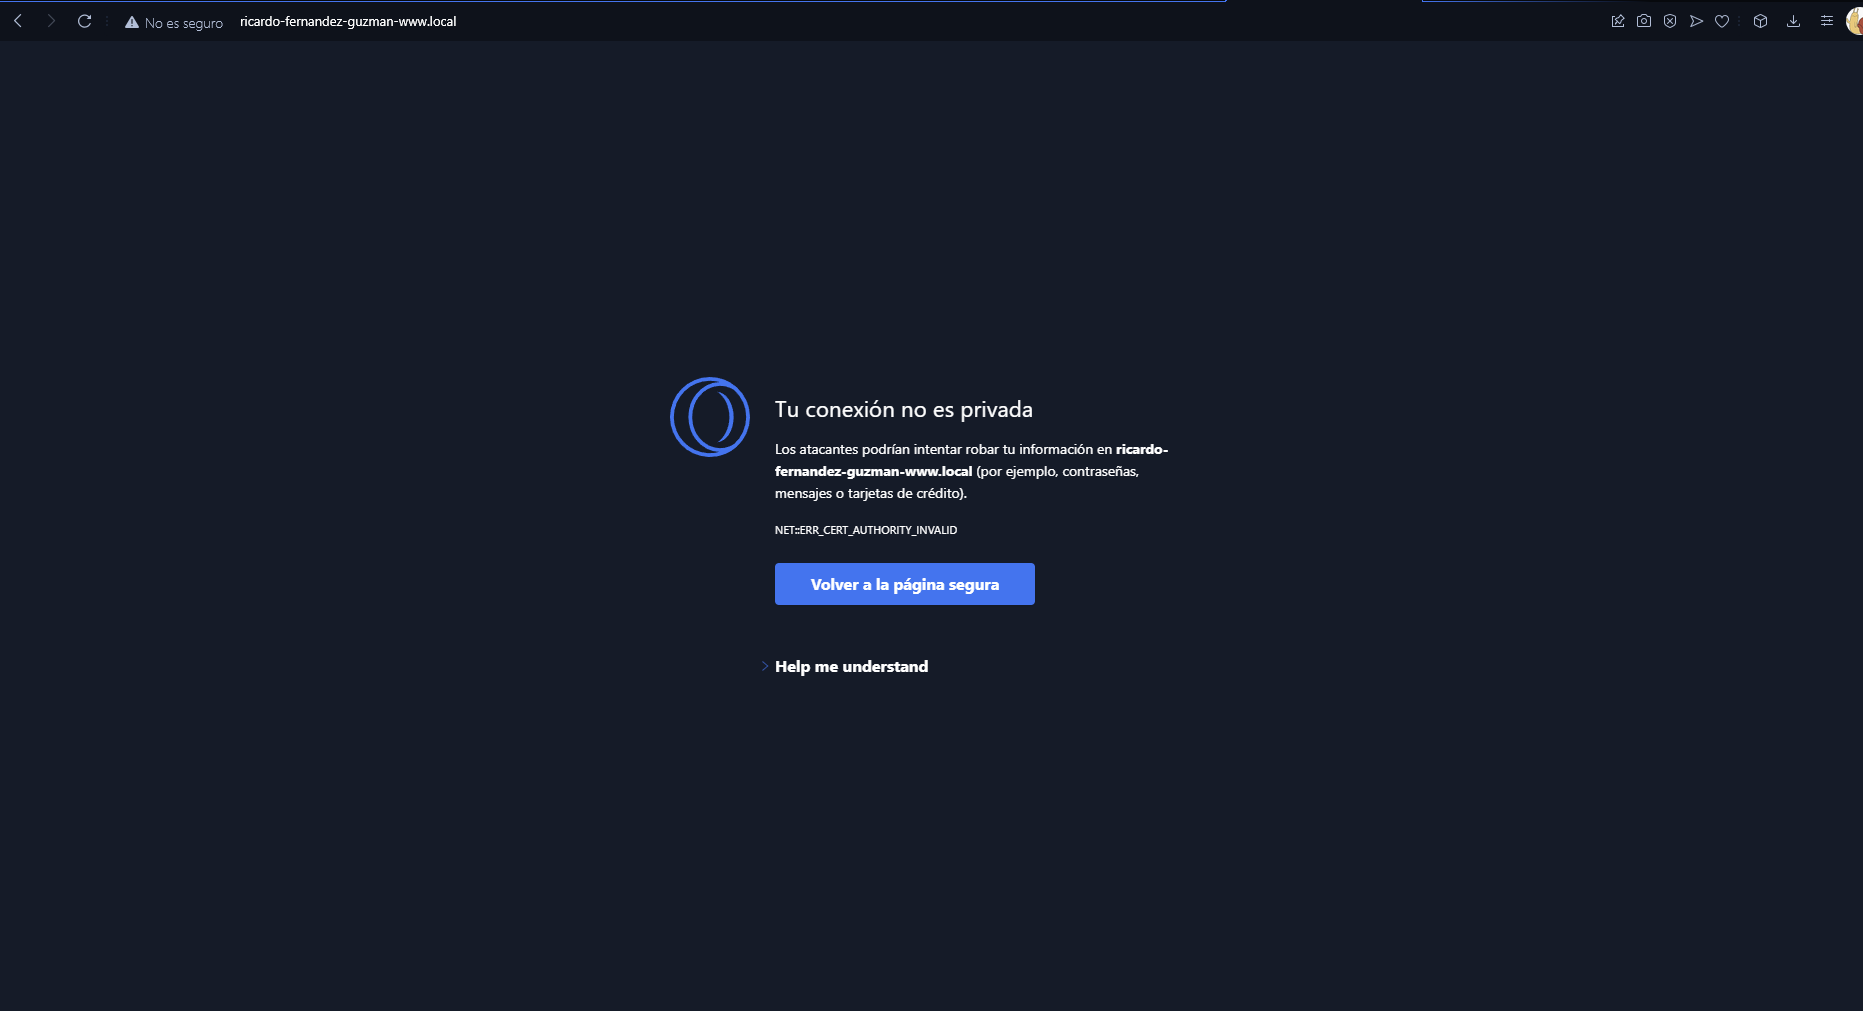 No es seguro ricardo-fernandez-guzman-www.local
Tu conexión no es privada
Los atacantes podrían intentar robar tu información en ricardo-
fernandez-guzman-www.local (por ejemplo, contraseñas,
mensajes o tarjetas de crédito).
NET::ERR_CERT_AUTHORITY_INVALID
Volver a la página segura
Help me understand